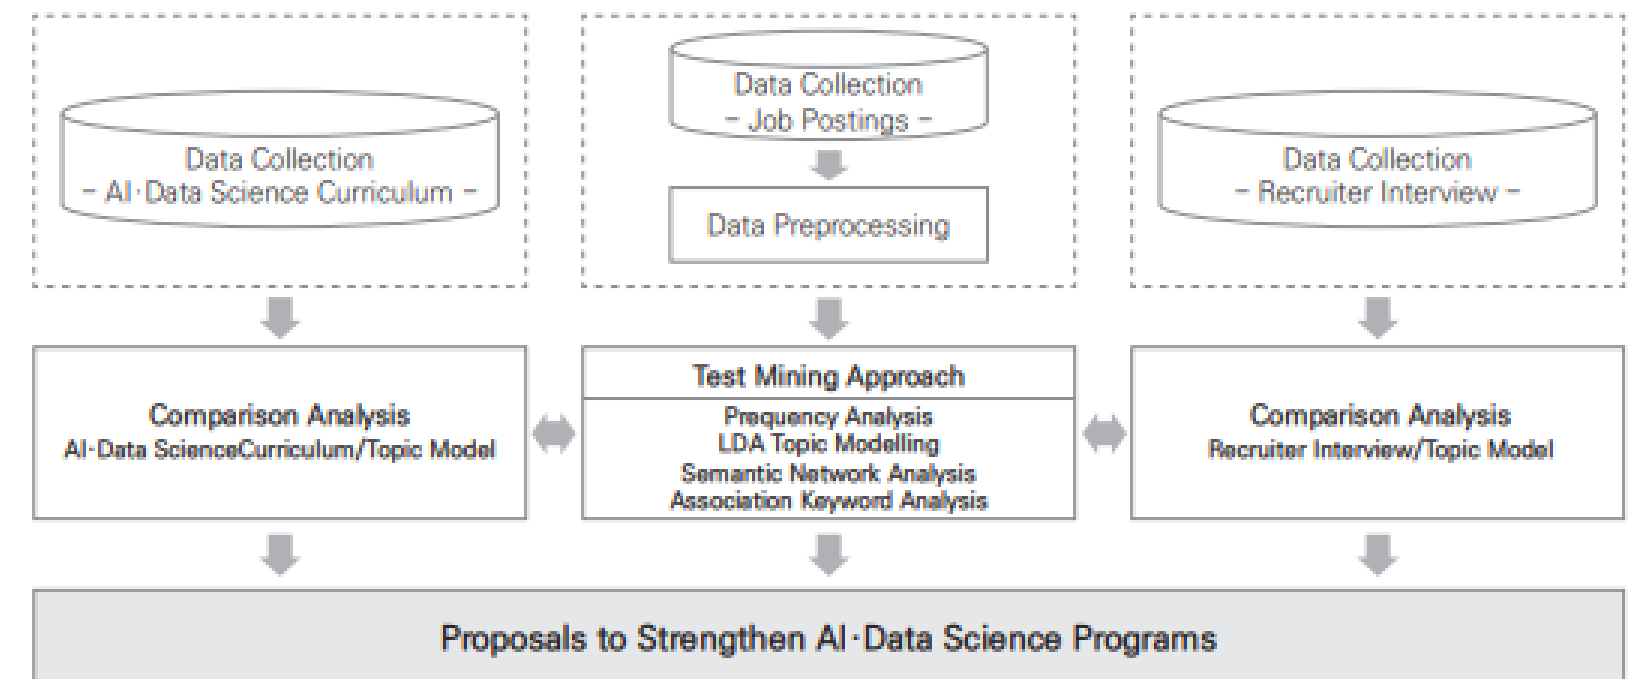 Data Collection
- AI·Data Science Curriculum -
Data Collection
- Job Postings -
Data Preprocessing
Data Collection
- Recruiter Interview -
Comparison Analysis
AI·Data ScienceCurriculum/Topic Model
Test Mining Approach
Prequency Analysis
LDA Topic Modelling
Semantic Network Analysis
Association Keyword Analysis
Comparison Analysis
Recruiter Interview/Topic Model
Proposals to Strengthen AI·Data Science Programs